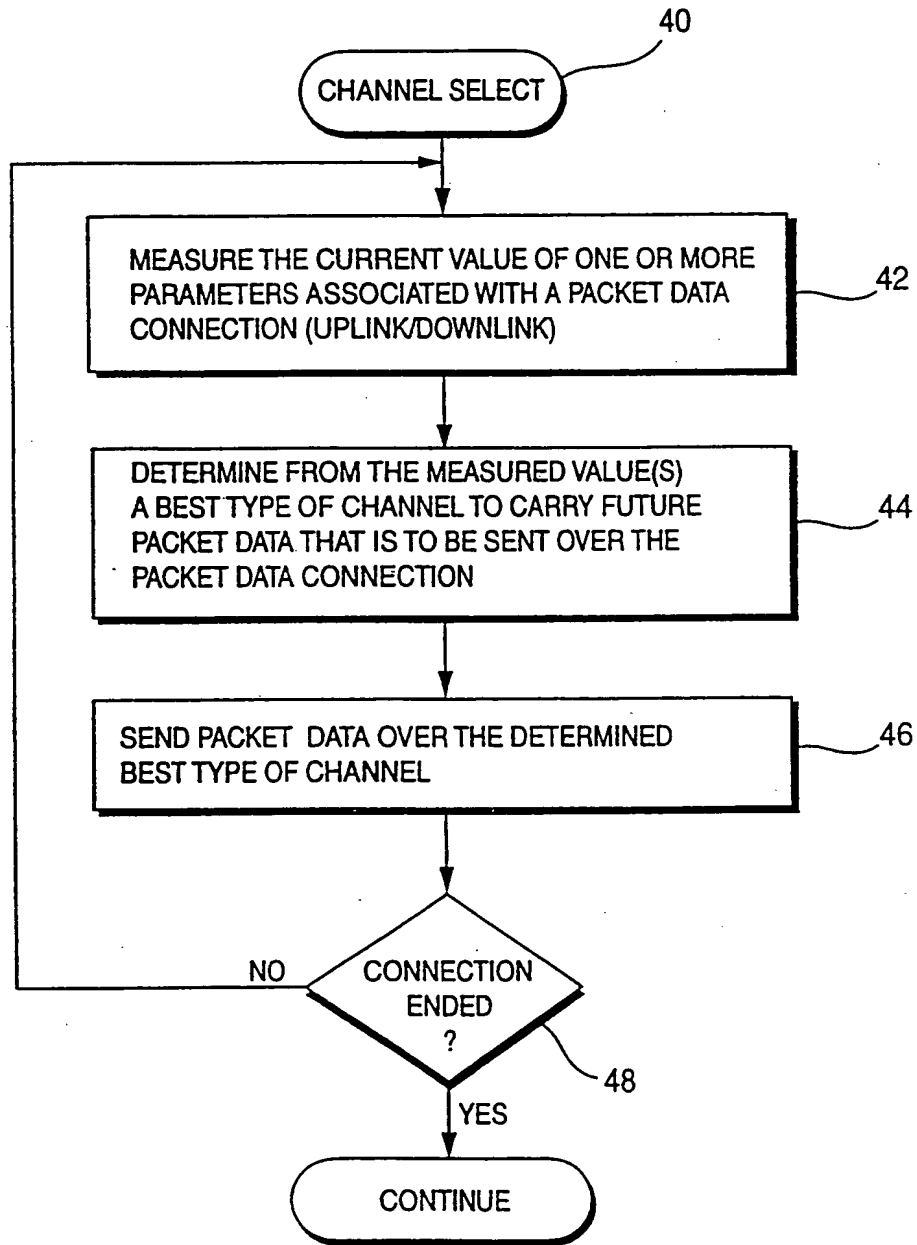 40
CHANNEL SELECT
MEASURE THE CURRENT VALUE OF ONE OR MORE
PARAMETERS ASSOCIATED WITH A PACKET DATA
CONNECTION (UPLINK/DOWNLINK)
42
DETERMINE FROM THE MEASURED VALUE(S)
A BEST TYPE OF CHANNEL TO CARRY FUTURE
PACKET DATA THAT IS TO BE SENT OVER THE
PACKET DATA CONNECTION
44
SEND PACKET DATA OVER THE DETERMINED
BEST TYPE OF CHANNEL
46
NO
CONNECTION
ENDED
?
48
YES
CONTINUE